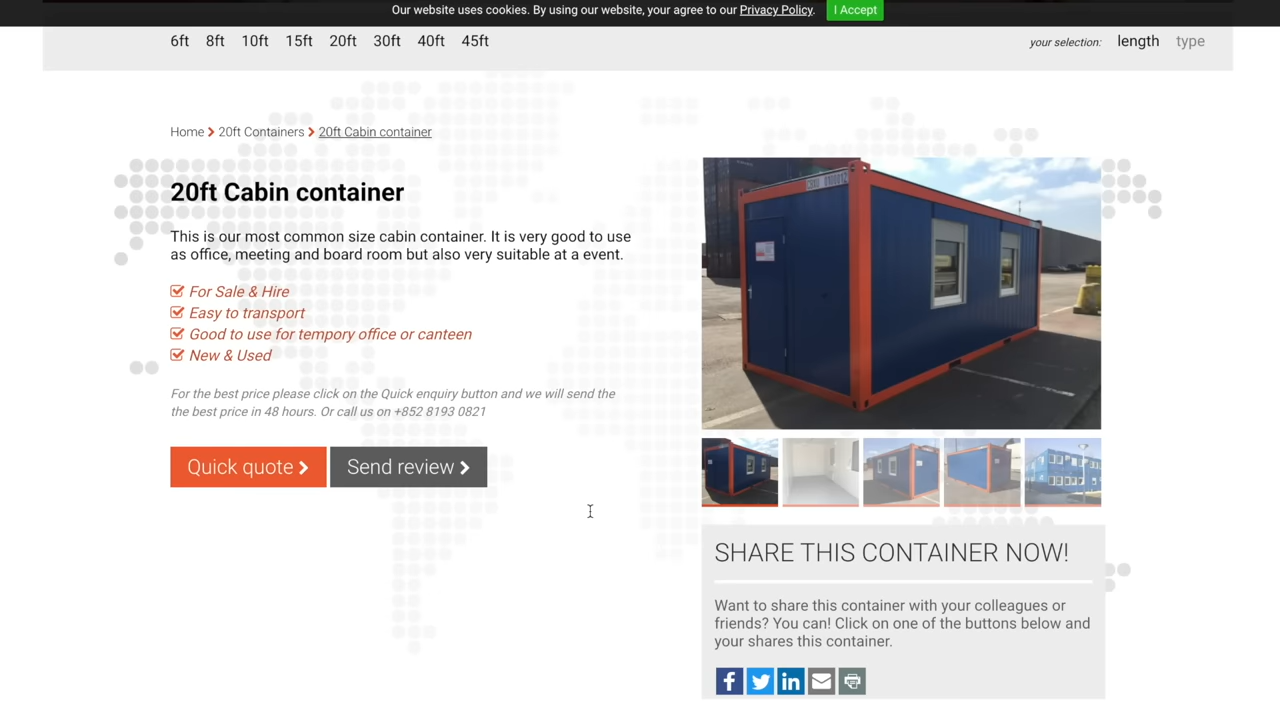 Our website uses cookies. By using our website, your agree to our Privacy Policy. I Accept
6ft 8ft 10ft 15ft 20ft 30ft 40ft 45ft
your selection: length type
Home > 20ft Containers > 20ft Cabin container
20ft Cabin container
This is our most common size cabin container. It is very good to use
as office, meeting and board room but also very suitable at a event.
For Sale & Hire
Easy to transport
Good to use for tempory office or canteen
New & Used
For the best price please click on the Quick enquiry button and we will send the
the best price in 48 hours. Or call us on +852 8193 0821
Quick quote >
Send review >
SHARE THIS CONTAINER NOW!
Want to share this container with your colleagues or
friends? You can! Click on one of the buttons below and
your shares this container.